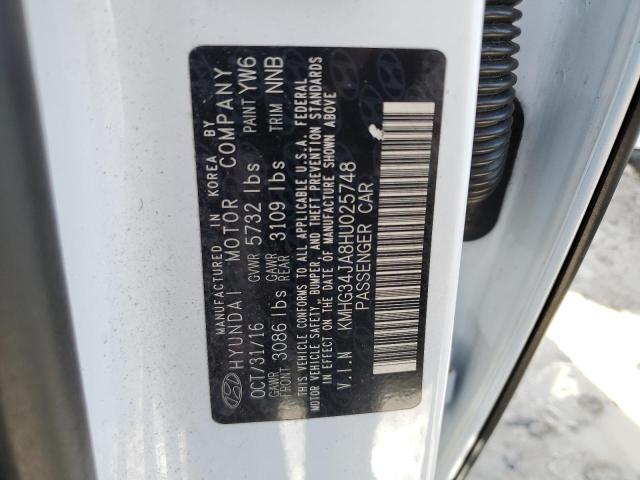 MANUFACTURED IN KOREA BY
HYUNDAI MOTOR COMPANY
OCT/31/16 GVWR 5732 lbs PAINT YW6
GAWR FRONT 3086 lbs GAWR REAR 3109 lbs TRIM NNB
THIS VEHICLE CONFORMS TO ALL APPLICABLE U.S.A. FEDERAL
MOTOR VEHICLE SAFETY, BUMPER, AND THEFT PREVENTION STANDARDS
IN EFFECT ON THE DATE OF MANUFACTURE SHOWN ABOVE.
V.I.N KMHG34JA8HU025748
PASSENGER CAR